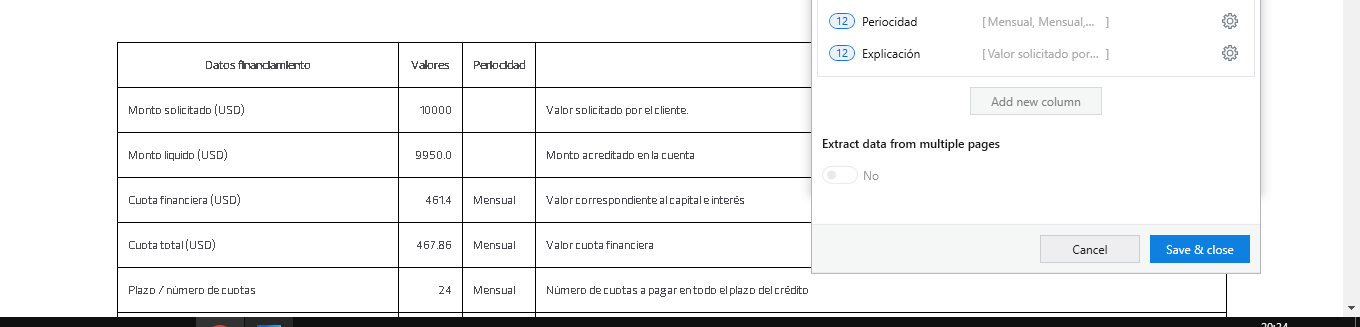 12 Periocidad [Mensual, Mensual,... ]
12 Explicación [Valor solicitado por... ]
Add new column
Extract data from multiple pages
No
Cancel Save & close
Datos financiamiento Valores Periocidad
Monto solicitado (USD) 10000 Valor solicitado por el cliente.
Monto liquido (USD) 9950.0 Monto acreditado en la cuenta
Cuota financiera (USD) 461.4 Mensual Valor correspondiente al capital e interés
Cuota total (USD) 467.86 Mensual Valor cuota financiera
Plazo / número de cuotas 24 Mensual Número de cuotas a pagar en todo el plazo del crédito